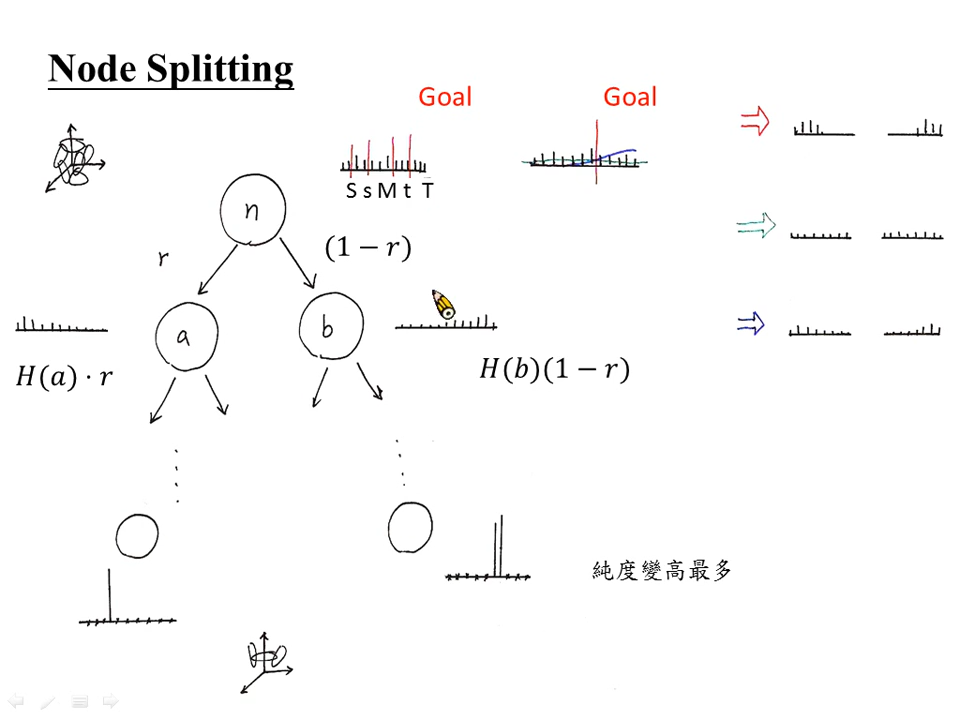 Node Splitting
Goal
Goal
S s M t T
n
r
(1 − r)
a
b
H(a) · r
H(b)(1 − r)
純度變高最多